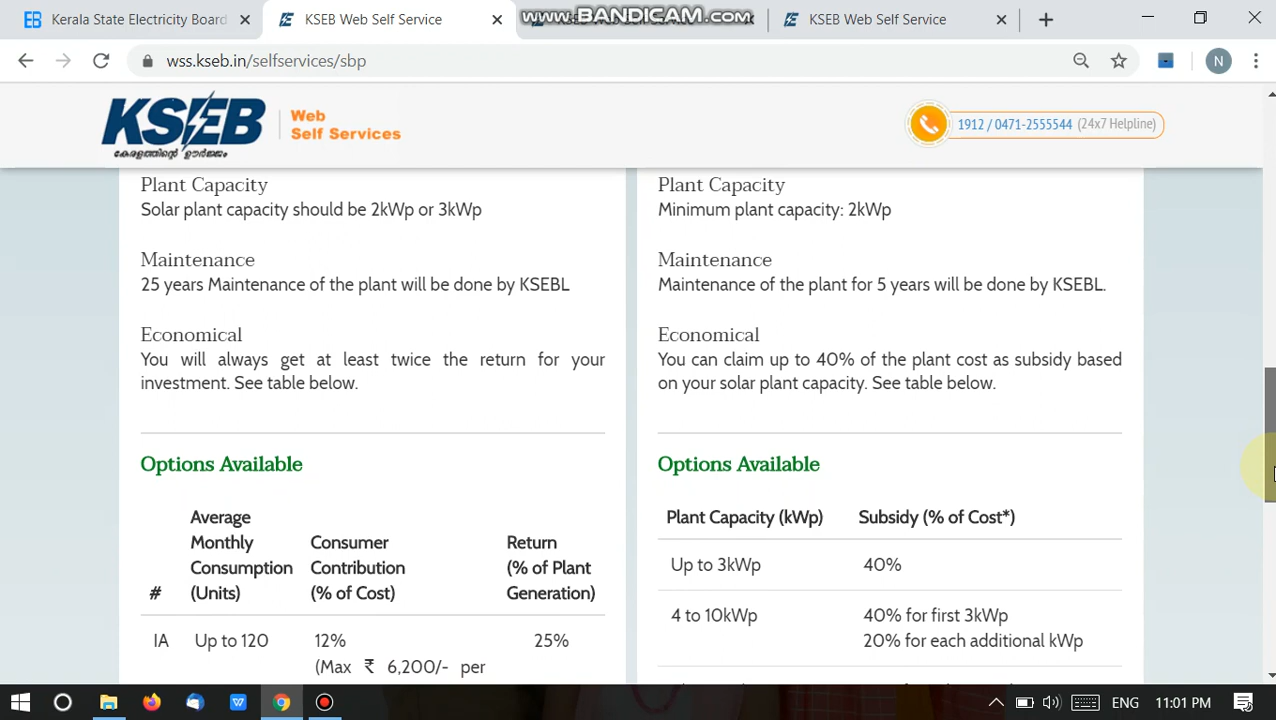 Kerala State Electricity Board
KSEB Web Self Service
www.BANDICAM.com
KSEB Web Self Service
wss.kseb.in/selfservices/sbp
N
KSEB
കേരളത്തിന്റെ ഊർജ്ജം
Web
Self Services
1912 / 0471-2555544 (24x7 Helpline)
Plant Capacity
Solar plant capacity should be 2kWp or 3kWp
Maintenance
25 years Maintenance of the plant will be done by KSEBL
Economical
You will always get at least twice the return for your
investment. See table below.
Options Available
# Average Monthly Consumption (Units) Consumer Contribution (% of Cost) Return (% of Plant Generation)
IA Up to 120 12% 25%
(Max ₹ 6,200/- per
Plant Capacity
Minimum plant capacity: 2kWp
Maintenance
Maintenance of the plant for 5 years will be done by KSEBL.
Economical
You can claim up to 40% of the plant cost as subsidy based
on your solar plant capacity. See table below.
Options Available
Plant Capacity (kWp) Subsidy (% of Cost*)
Up to 3kWp 40%
4 to 10kWp 40% for first 3kWp
20% for each additional kWp
ENG 11:01 PM